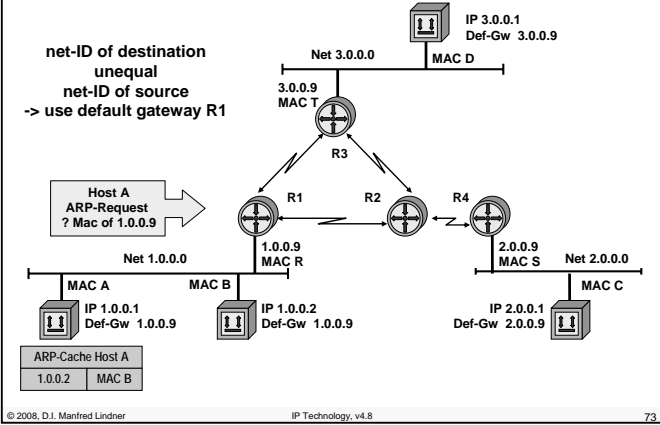 IP 3.0.0.1
Def-Gw 3.0.0.9
net-ID of destination
unequal
net-ID of source
-> use default gateway R1
Net 3.0.0.0
MAC D
3.0.0.9
MAC T
R3
Host A
ARP-Request
? Mac of 1.0.0.9
R1
R2
R4
1.0.0.9
MAC R
2.0.0.9
MAC S
Net 1.0.0.0
Net 2.0.0.0
MAC A
MAC B
MAC C
IP 1.0.0.1
Def-Gw 1.0.0.9
IP 1.0.0.2
Def-Gw 1.0.0.9
IP 2.0.0.1
Def-Gw 2.0.0.9
ARP-Cache Host A
1.0.0.2 MAC B
© 2008, D.I. Manfred Lindner
IP Technology, v4.8
73